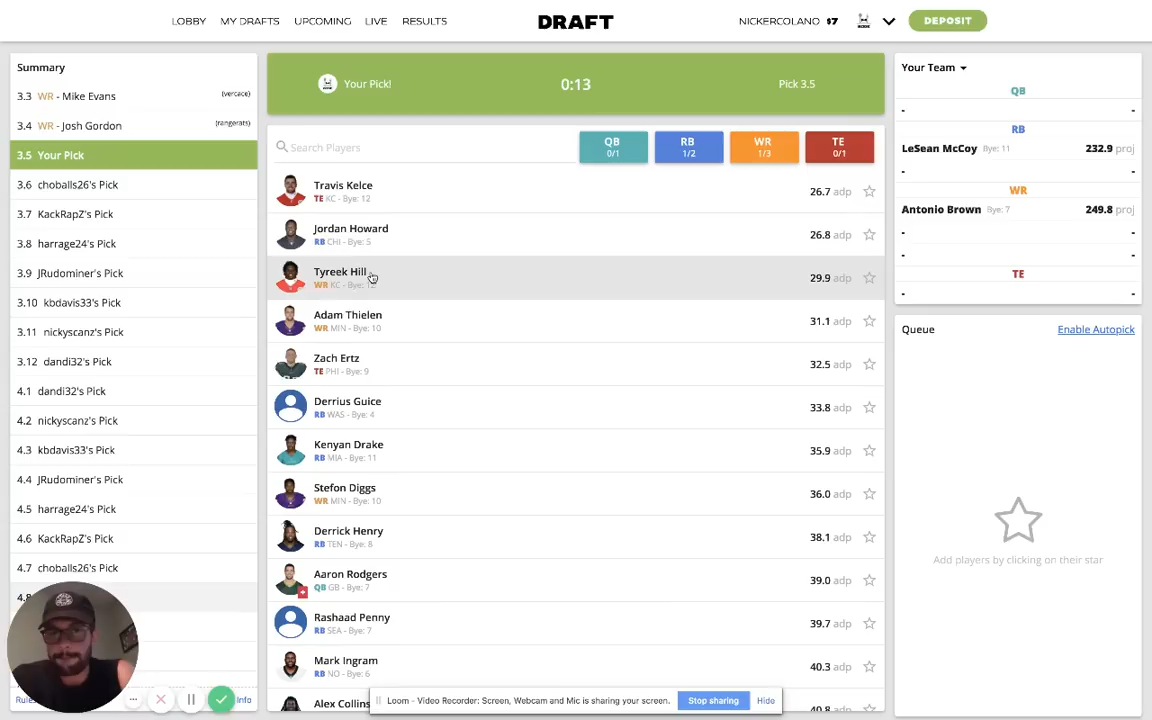 LOBBY
MY DRAFTS
UPCOMING
LIVE
RESULTS
DRAFT
NICKERCOLANO $7
DEPOSIT
Summary
3.3 WR - Mike Evans (vercace)
3.4 WR - Josh Gordon (rangerats)
3.5 Your Pick
3.6 choballs26's Pick
3.7 KackRapZ's Pick
3.8 harrage24's Pick
3.9 JRudominer's Pick
3.10 kbdavis33's Pick
3.11 nickyscanz's Pick
3.12 dandi32's Pick
4.1 dandi32's Pick
4.2 nickyscanz's Pick
4.3 kbdavis33's Pick
4.4 JRudominer's Pick
4.5 harrage24's Pick
4.6 KackRapZ's Pick
4.7 choballs26's Pick
Rules
Info
Your Pick!
0:13
Pick 3.5
Search Players
QB
0/1
RB
1/2
WR
1/3
TE
0/1
Travis Kelce
TE KC - Bye: 12
26.7 adp
Jordan Howard
RB CHI - Bye: 5
26.8 adp
Tyreek Hill
WR KC - Bye: 12
29.9 adp
Adam Thielen
WR MIN - Bye: 10
31.1 adp
Zach Ertz
TE PHI - Bye: 9
32.5 adp
Derrius Guice
RB WAS - Bye: 4
33.8 adp
Kenyan Drake
RB MIA - Bye: 11
35.9 adp
Stefon Diggs
WR MIN - Bye: 10
36.0 adp
Derrick Henry
RB TEN - Bye: 8
38.1 adp
Aaron Rodgers
QB GB - Bye: 7
39.0 adp
Rashaad Penny
RB SEA - Bye: 7
39.7 adp
Mark Ingram
RB NO - Bye: 6
40.3 adp
Alex Collins
40.8 adp
Loom - Video Recorder: Screen, Webcam and Mic is sharing your screen.
Stop sharing
Hide
Your Team
QB
- -
RB
LeSean McCoy Bye: 11 232.9 proj
- -
WR
Antonio Brown Bye: 7 249.8 proj
- -
- -
TE
- -
Queue
Enable Autopick
Add players by clicking on their star